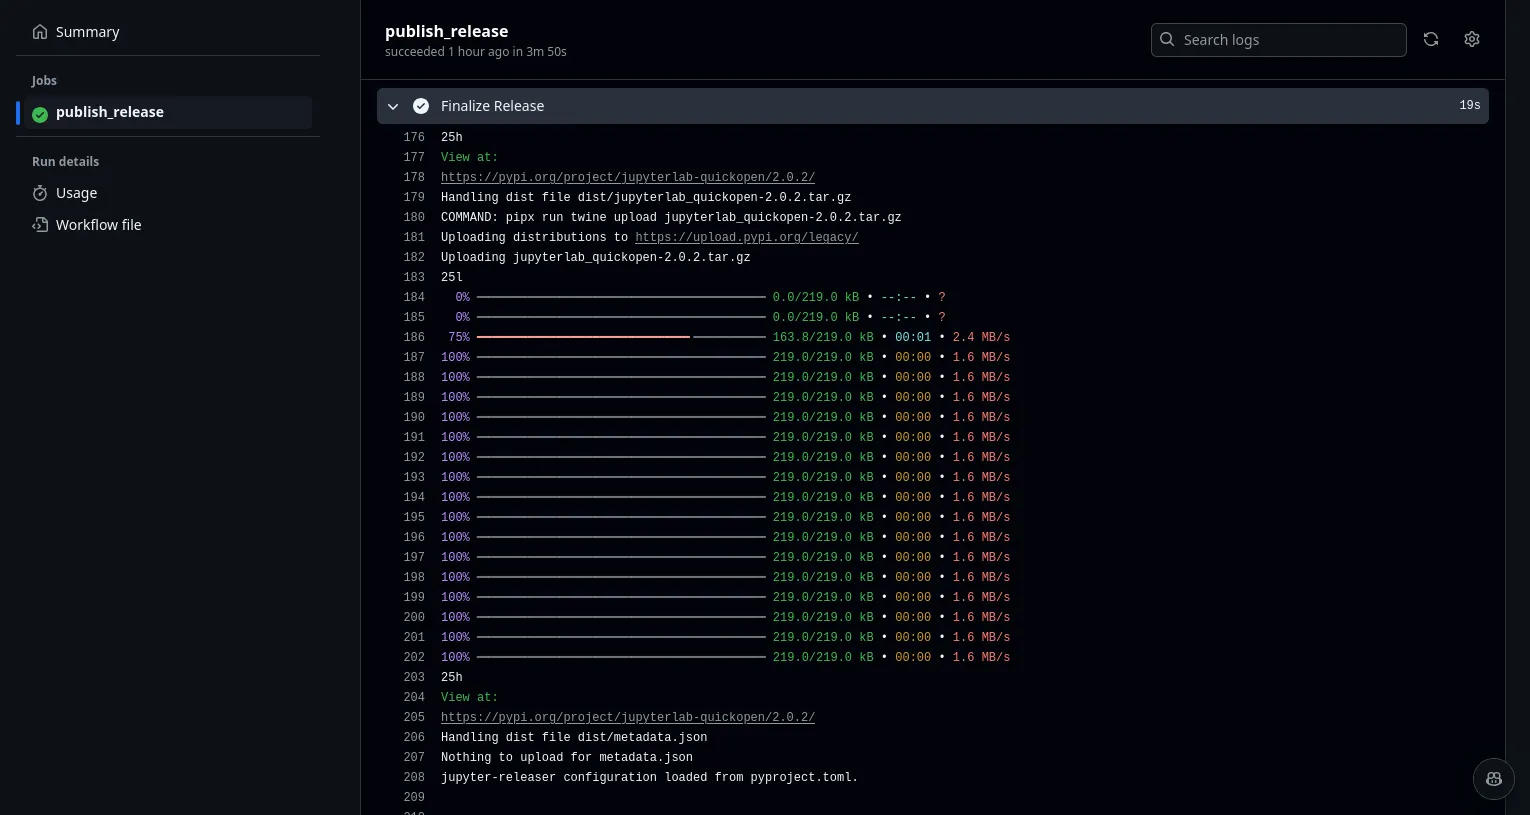 Summary
Jobs
publish_release
Run details
Usage
Workflow file
publish_release
succeeded 1 hour ago in 3m 50s
Search logs
Finalize Release 19s
176 25h
177 View at:
178 https://pypi.org/project/jupyterlab-quickopen/2.0.2/
179 Handling dist file dist/jupyterlab_quickopen-2.0.2.tar.gz
180 COMMAND: pipx run twine upload jupyterlab_quickopen-2.0.2.tar.gz
181 Uploading distributions to https://upload.pypi.org/legacy/
182 Uploading jupyterlab_quickopen-2.0.2.tar.gz
183 25l
184 0% 0.0/219.0 kB • --:-- • ?
185 0% 0.0/219.0 kB • --:-- • ?
186 75% 163.8/219.0 kB • 00:01 • 2.4 MB/s
187 100% 219.0/219.0 kB • 00:00 • 1.6 MB/s
188 100% 219.0/219.0 kB • 00:00 • 1.6 MB/s
189 100% 219.0/219.0 kB • 00:00 • 1.6 MB/s
190 100% 219.0/219.0 kB • 00:00 • 1.6 MB/s
191 100% 219.0/219.0 kB • 00:00 • 1.6 MB/s
192 100% 219.0/219.0 kB • 00:00 • 1.6 MB/s
193 100% 219.0/219.0 kB • 00:00 • 1.6 MB/s
194 100% 219.0/219.0 kB • 00:00 • 1.6 MB/s
195 100% 219.0/219.0 kB • 00:00 • 1.6 MB/s
196 100% 219.0/219.0 kB • 00:00 • 1.6 MB/s
197 100% 219.0/219.0 kB • 00:00 • 1.6 MB/s
198 100% 219.0/219.0 kB • 00:00 • 1.6 MB/s
199 100% 219.0/219.0 kB • 00:00 • 1.6 MB/s
200 100% 219.0/219.0 kB • 00:00 • 1.6 MB/s
201 100% 219.0/219.0 kB • 00:00 • 1.6 MB/s
202 100% 219.0/219.0 kB • 00:00 • 1.6 MB/s
203 25h
204 View at:
205 https://pypi.org/project/jupyterlab-quickopen/2.0.2/
206 Handling dist file dist/metadata.json
207 Nothing to upload for metadata.json
208 jupyter-releaser configuration loaded from pyproject.toml.
209